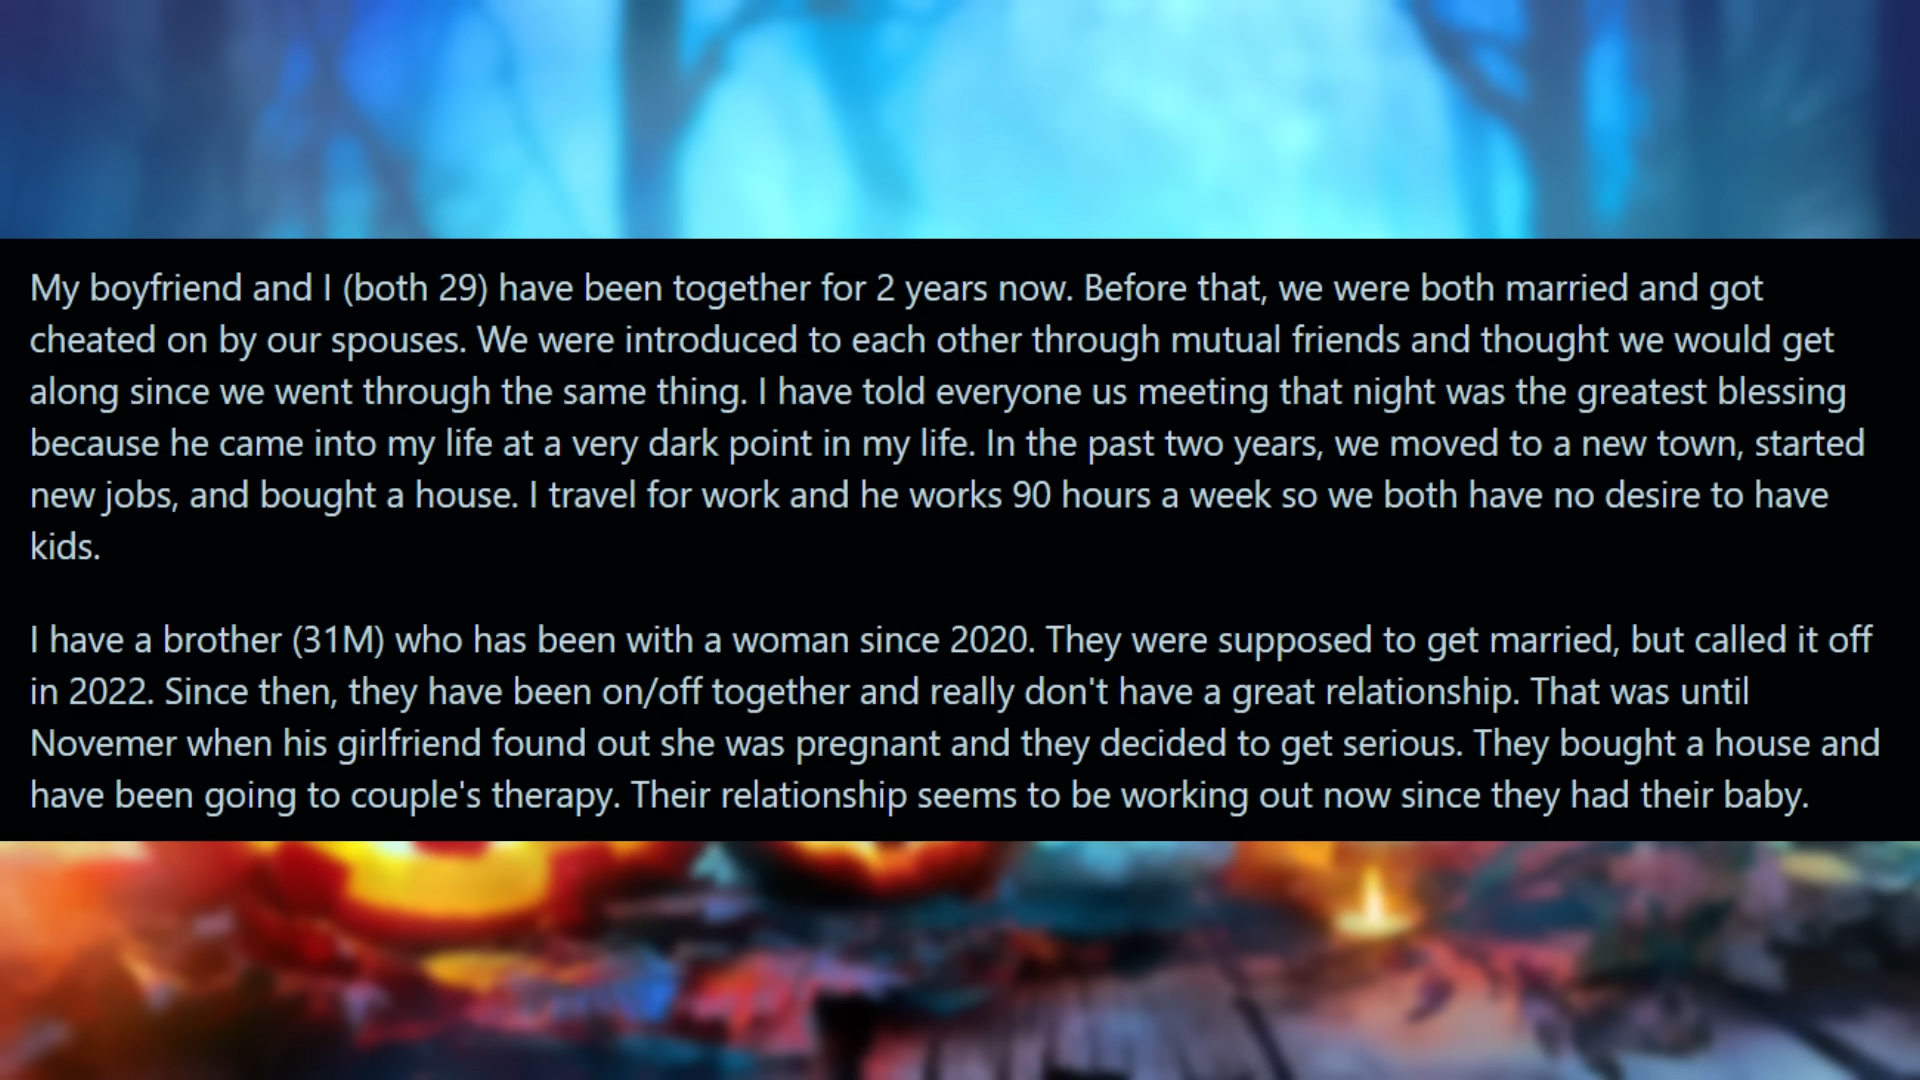 My boyfriend and I (both 29) have been together for 2 years now. Before that, we were both married and got
cheated on by our spouses. We were introduced to each other through mutual friends and thought we would get
along since we went through the same thing. I have told everyone us meeting that night was the greatest blessing
because he came into my life at a very dark point in my life. In the past two years, we moved to a new town, started
new jobs, and bought a house. I travel for work and he works 90 hours a week so we both have no desire to have
kids.
I have a brother (31M) who has been with a woman since 2020. They were supposed to get married, but called it off
in 2022. Since then, they have been on/off together and really don't have a great relationship. That was until
Novemer when his girlfriend found out she was pregnant and they decided to get serious. They bought a house and
have been going to couple's therapy. Their relationship seems to be working out now since they had their baby.